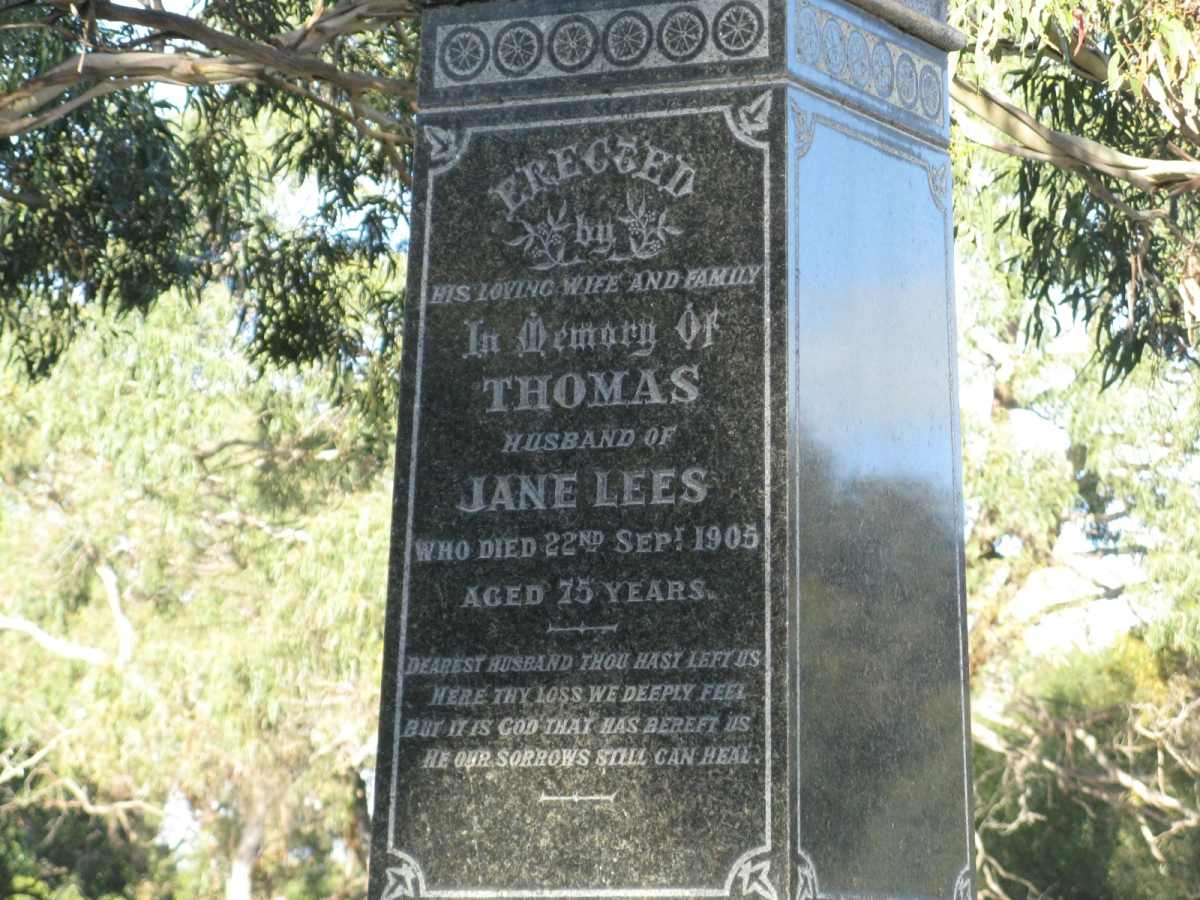 ERECTED
by
HIS LOVING WIFE AND FAMILY
In Memory Of
THOMAS
HUSBAND OF
JANE LEES
WHO DIED 22ND SEPT 1905
AGED 75 YEARS.
DEAREST HUSBAND THOU HAST LEFT US
HERE THY LOSS WE DEEPLY FEEL
BUT IT IS GOD THAT HAS BEREFT US
HE OUR SORROWS STILL CAN HEAL.